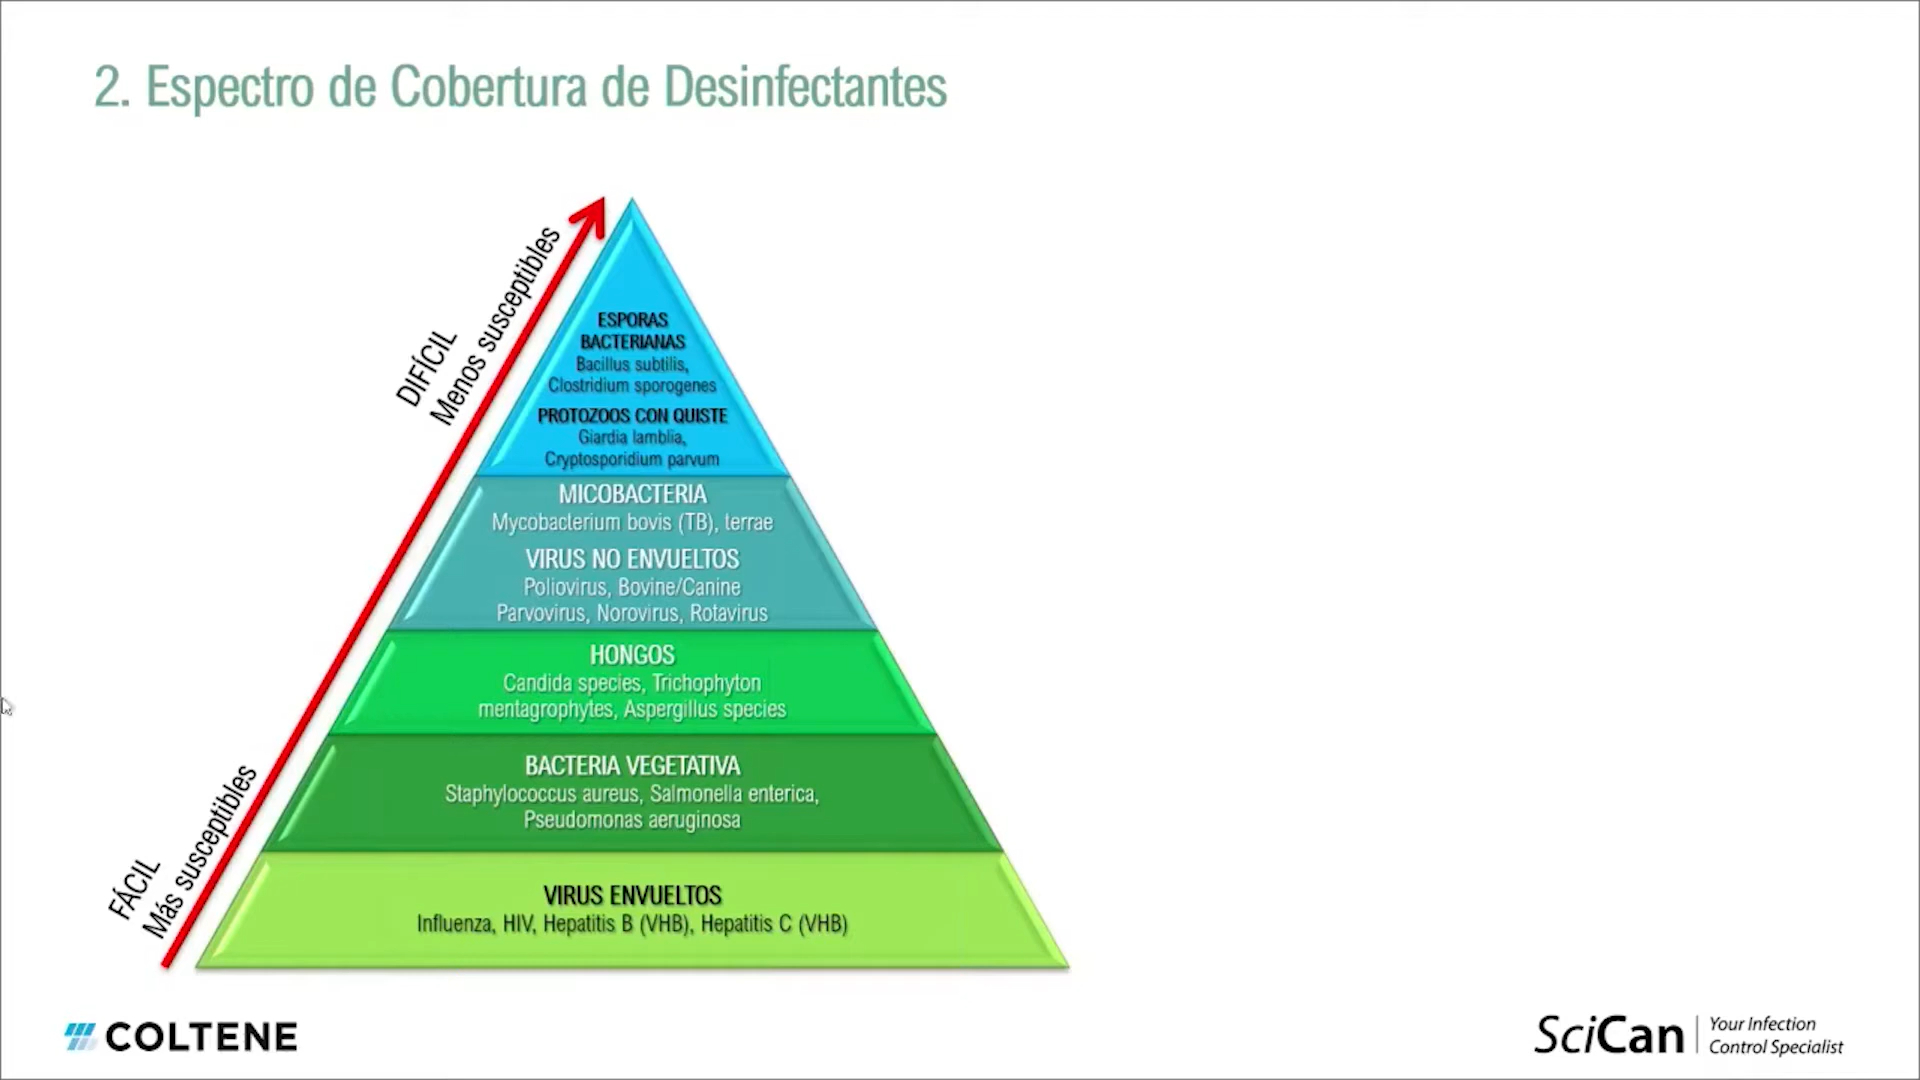 2. Espectro de Cobertura de Desinfectantes
DIFÍCIL
Menos susceptibles
ESPORAS
BACTERIANAS
Bacillus subtilis,
Clostridium sporogenes
PROTOZOOS CON QUISTE
Giardia lamblia,
Cryptosporidium parvum
MICOBACTERIA
Mycobacterium bovis (TB), terrae
VIRUS NO ENVUELTOS
Poliovirus, Bovine/Canine
Parvovirus, Norovirus, Rotavirus
HONGOS
Candida species, Trichophyton
mentagrophytes, Aspergillus species
BACTERIA VEGETATIVA
Staphylococcus aureus, Salmonella enterica,
Pseudomonas aeruginosa
FÁCIL
Más susceptibles
VIRUS ENVUELTOS
Influenza, HIV, Hepatitis B (VHB), Hepatitis C (VHB)
COLTENE
SciCan
Your Infection
Control Specialist